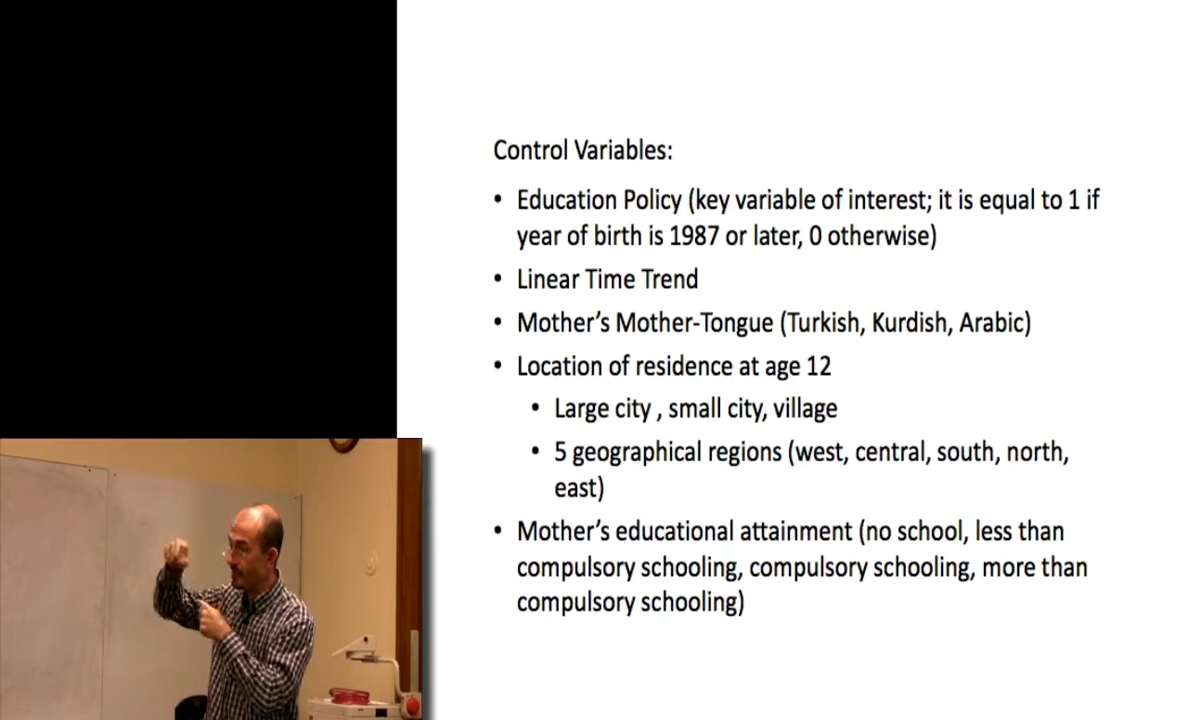 Control Variables:
• Education Policy (key variable of interest; it is equal to 1 if
year of birth is 1987 or later, 0 otherwise)
• Linear Time Trend
• Mother’s Mother-Tongue (Turkish, Kurdish, Arabic)
• Location of residence at age 12
• Large city , small city, village
• 5 geographical regions (west, central, south, north,
east)
• Mother’s educational attainment (no school, less than
compulsory schooling, compulsory schooling, more than
compulsory schooling)